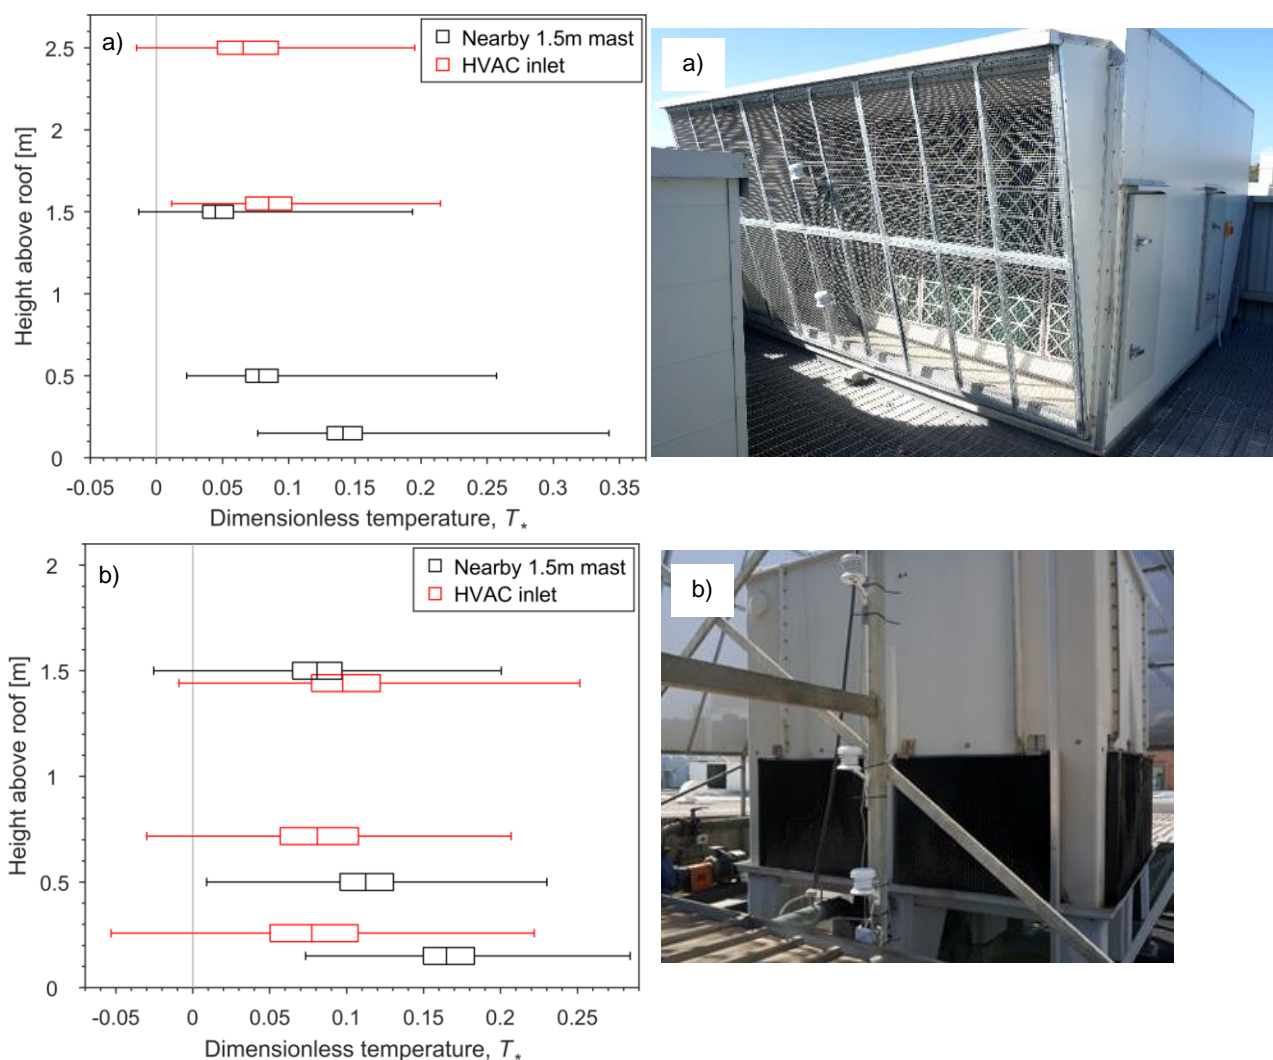 a)
Nearby 1.5m mast
HVAC inlet
2.5
2
1.5
1
0.5
0
Height above roof [m]
-0.05
0
0.05
0.1
0.15
0.2
0.25
0.3
0.35
Dimensionless temperature, T*
a)
b)
Nearby 1.5m mast
HVAC inlet
2
1.5
1
0.5
0
Height above roof [m]
-0.05
0
0.05
0.10
0.15
0.20
0.25
Dimensionless temperature, T*
b)